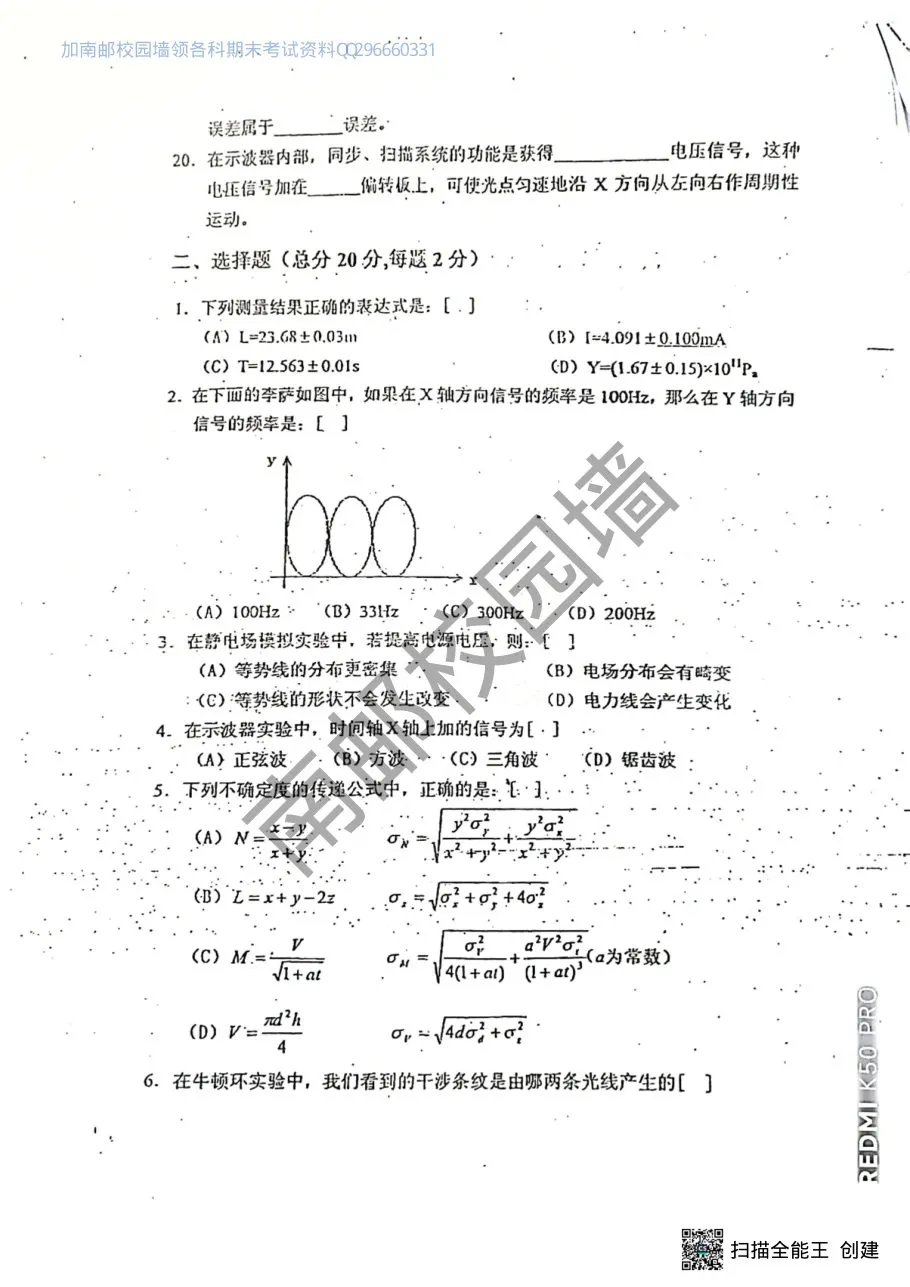 加南邮校园墙领各科期末考试资料QQ296660331
误差属于________误差。
20. 在示波器内部，同步、扫描系统的功能是获得____________电压信号，这种
电压信号加在______偏转板上，可使光点匀速地沿 X 方向从左向右作周期性
运动。
二、选择题（总分 20 分,每题 2 分）
1. 下列测量结果正确的表达式是：[ ]
(A) L=23.68±0.03m (B) I=4.091±0.100mA
(C) T=12.563±0.01s (D) Y=(1.67±0.15)×10¹¹Pₐ
2. 在下面的李萨如图中，如果在 X 轴方向信号的频率是 100Hz，那么在 Y 轴方向
信号的频率是：[ ]
y
x
(A) 100Hz (B) 33Hz (C) 300Hz (D) 200Hz
3. 在静电场模拟实验中，若提高电源电压，则：[ ]
(A) 等势线的分布更密集 (B) 电场分布会有畸变
(C) 等势线的形状不会发生改变 (D) 电力线会产生变化
4. 在示波器实验中，时间轴 X 轴上加的信号为 [ ]
(A) 正弦波 (B) 方波 (C) 三角波 (D) 锯齿波
5. 下列不确定度的传递公式中，正确的是：[ ]
(A) N=(x−y)/(x+y) σ_N=√(y²σ_y²/(x²+y²)+y²σ_x²/(x²+y²))
(B) L=x+y−2z σ_z=√(σ_x²+σ_y²+4σ_z²)
(C) M=V/√(1+at) σ_M=√(σ_V²/(4(1+at))+a²V²σ_t²/(1+at)³) (a为常数)
(D) V=πd²h/4 σ_V=√(4dσ_d²+σ_z²)
6. 在牛顿环实验中，我们看到的干涉条纹是由哪两条光线产生的 [ ]
南邮校园墙
REDMI K50 PRO
扫描全能王 创建